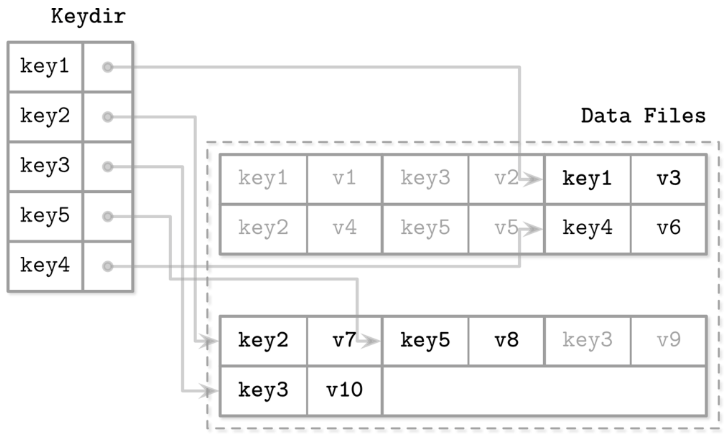 Keydir
key1
key2
key3
key5
key4
Data Files
key1 v1 key3 v2 key1 v3
key2 v4 key5 v5 key4 v6
key2 v7 key5 v8 key3 v9
key3 v10